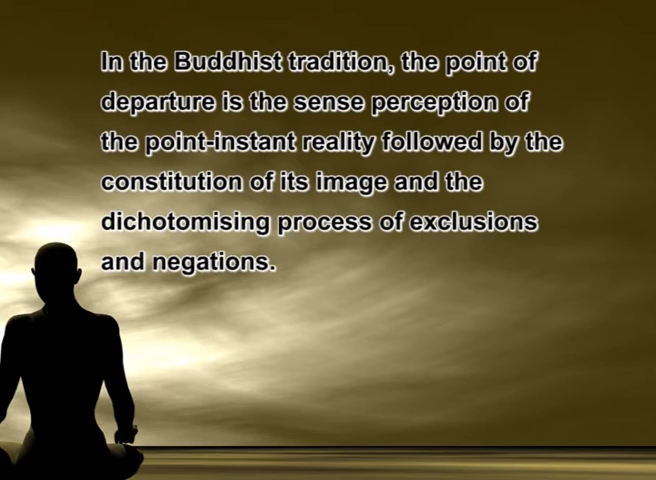 In the Buddhist tradition, the point of
departure is the sense perception of
the point-instant reality followed by the
constitution of its image and the
dichotomising process of exclusions
and negations.